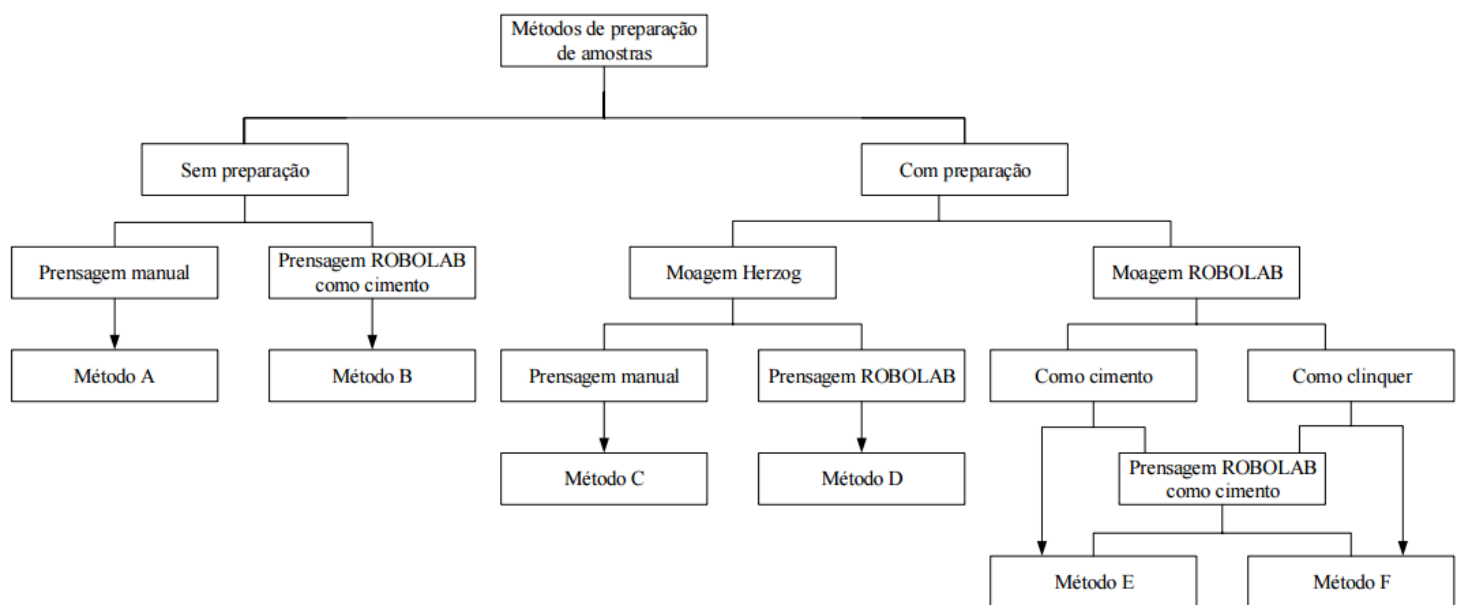 Métodos de preparação
de amostras
Sem preparação
Com preparação
Prensagem manual
Prensagem ROBOLAB
como cimento
Moagem Herzog
Moagem ROBOLAB
Método A
Método B
Prensagem manual
Prensagem ROBOLAB
Como cimento
Como clinquer
Método C
Método D
Prensagem ROBOLAB
como cimento
Método E
Método F